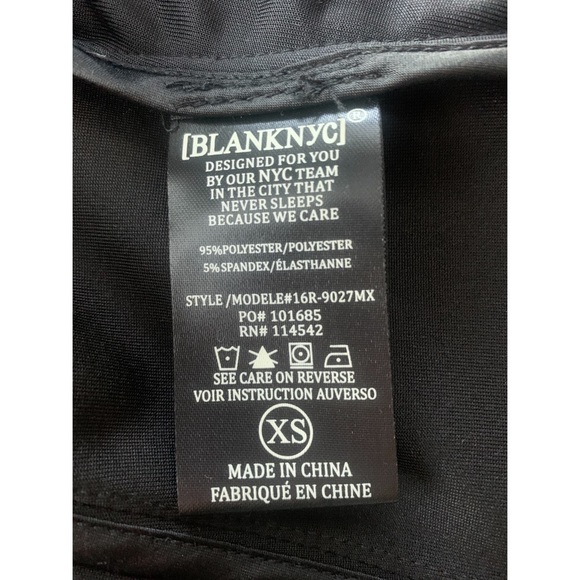 [BLANKNYC]®
DESIGNED FOR YOU
BY OUR NYC TEAM
IN THE CITY THAT
NEVER SLEEPS
BECAUSE WE CARE
95%POLYESTER/POLYESTER
5%SPANDEX/ÉLASTHANNE
STYLE /MODELE#16R-9027MX
PO# 101685
RN# 114542
SEE CARE ON REVERSE
VOIR INSTRUCTION AUVERSO
XS
MADE IN CHINA
FABRIQUÉ EN CHINE